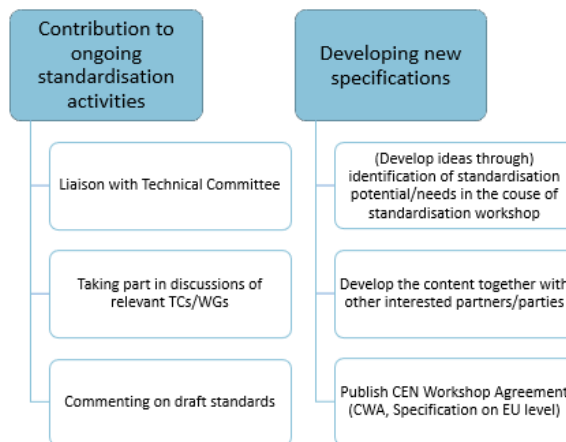 Contribution to
ongoing
standardisation
activities
Liaison with Technical Committee
Taking part in discussions of
relevant TCs/WGs
Commenting on draft standards
Developing new
specifications
(Develop ideas through)
identification of standardisation
potential/needs in the couse of
standardisation workshop
Develop the content together with
other interested partners/parties
Publish CEN Workshop Agreement
(CWA, Specification on EU level)